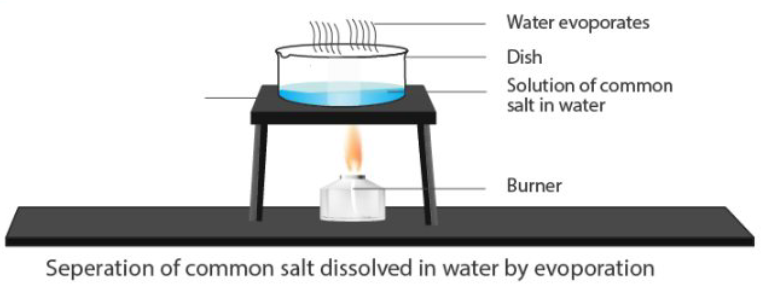 Water evoporates
Dish
Solution of common
salt in water
Burner
Seperation of common salt dissolved in water by evoporation